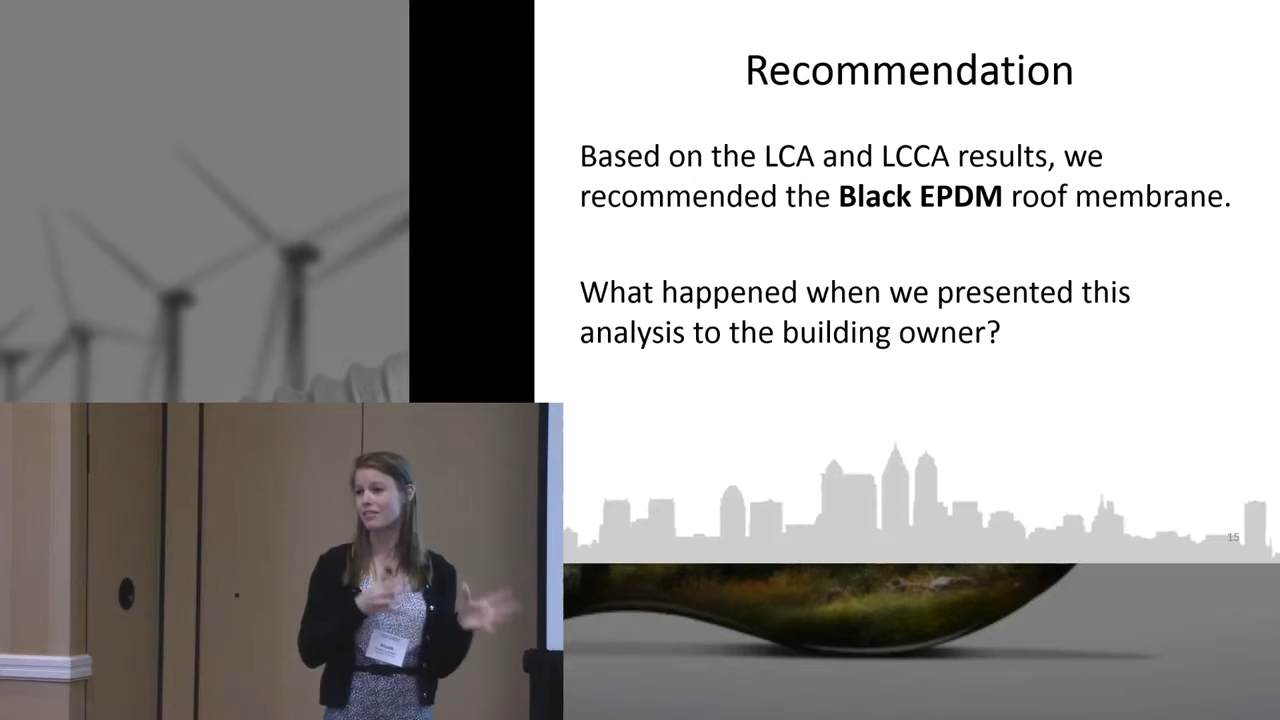 Recommendation
Based on the LCA and LCCA results, we
recommended the Black EPDM roof membrane.
What happened when we presented this
analysis to the building owner?
15